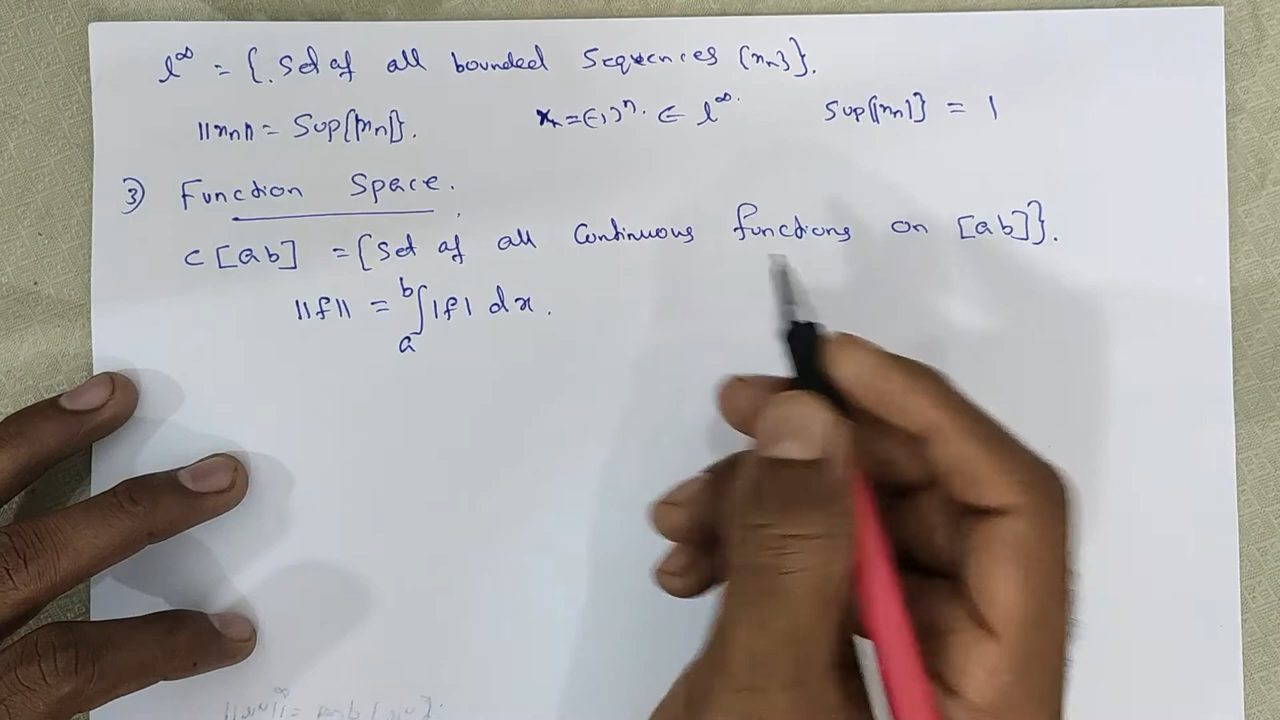 l^∞ = {. Set of all bounded Sequences {xn}}.
||xn|| = Sup{|xn|}. xn = (-1)^n. ∈ l^∞. Sup{|xn|} = 1
3) Function Space.
C [a b] = {Set of all Continuous functions on [a b]}.
||f|| = ∫_a^b |f| dx.